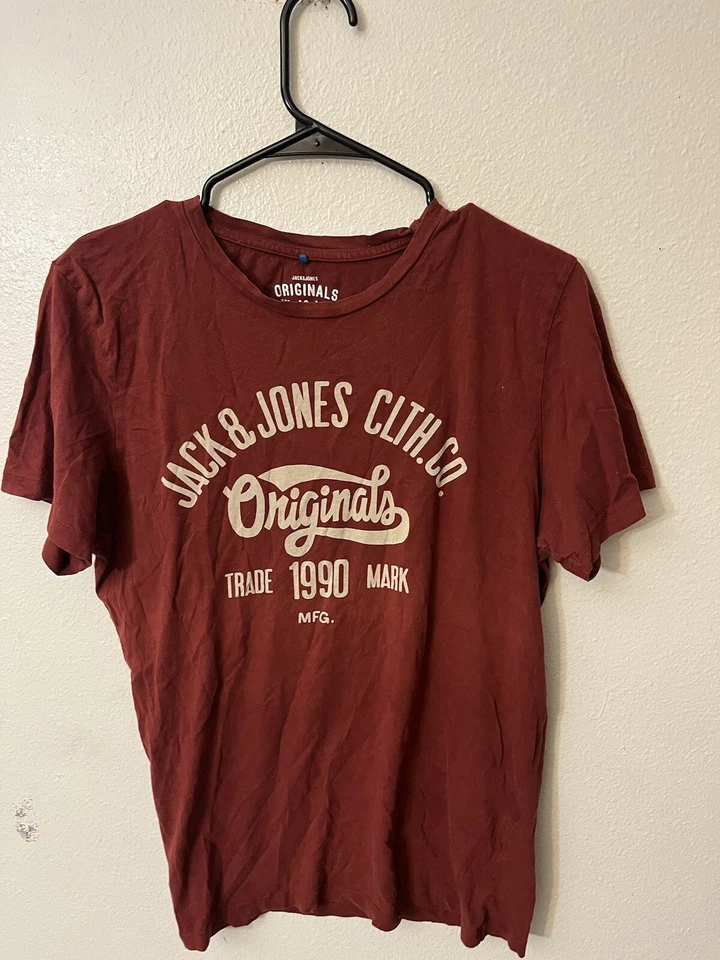 JACK&JONES
ORIGINALS
JACK & JONES CLTH.CO.
Originals
TRADE 1990 MARK
MFG.